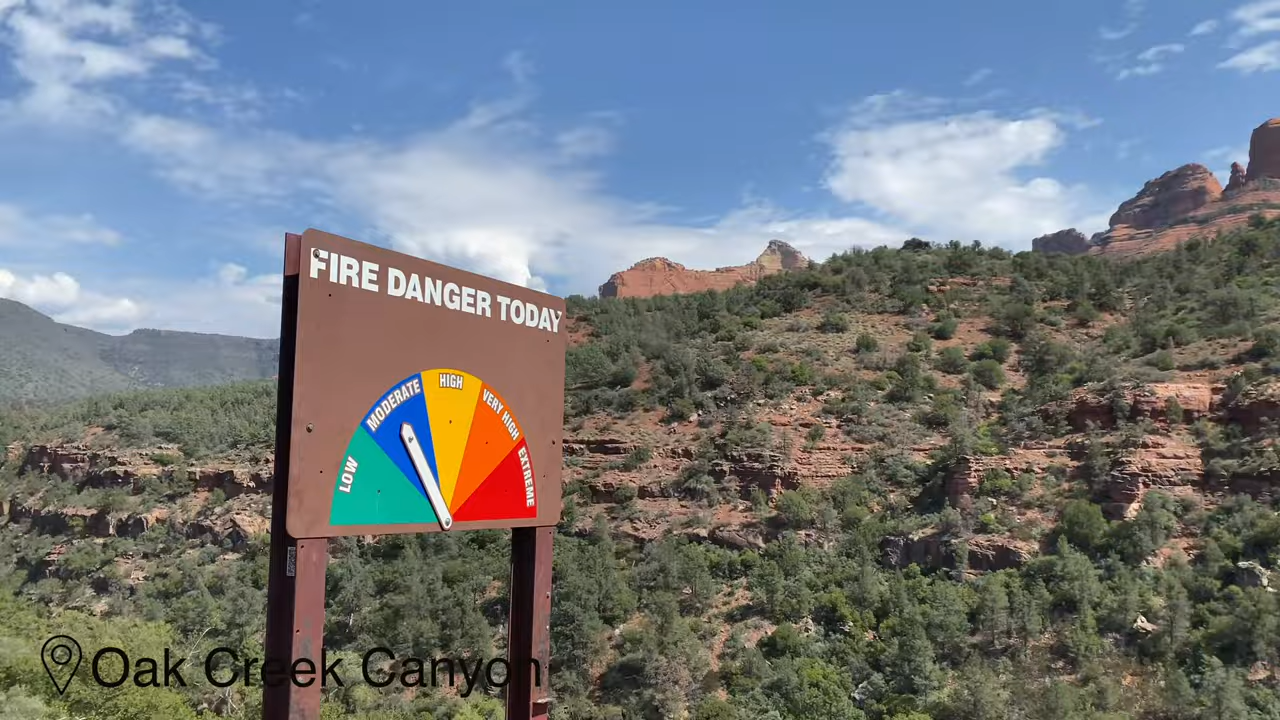 FIRE DANGER TODAY
LOW
MODERATE
HIGH
VERY HIGH
EXTREME
Oak Creek Canyon